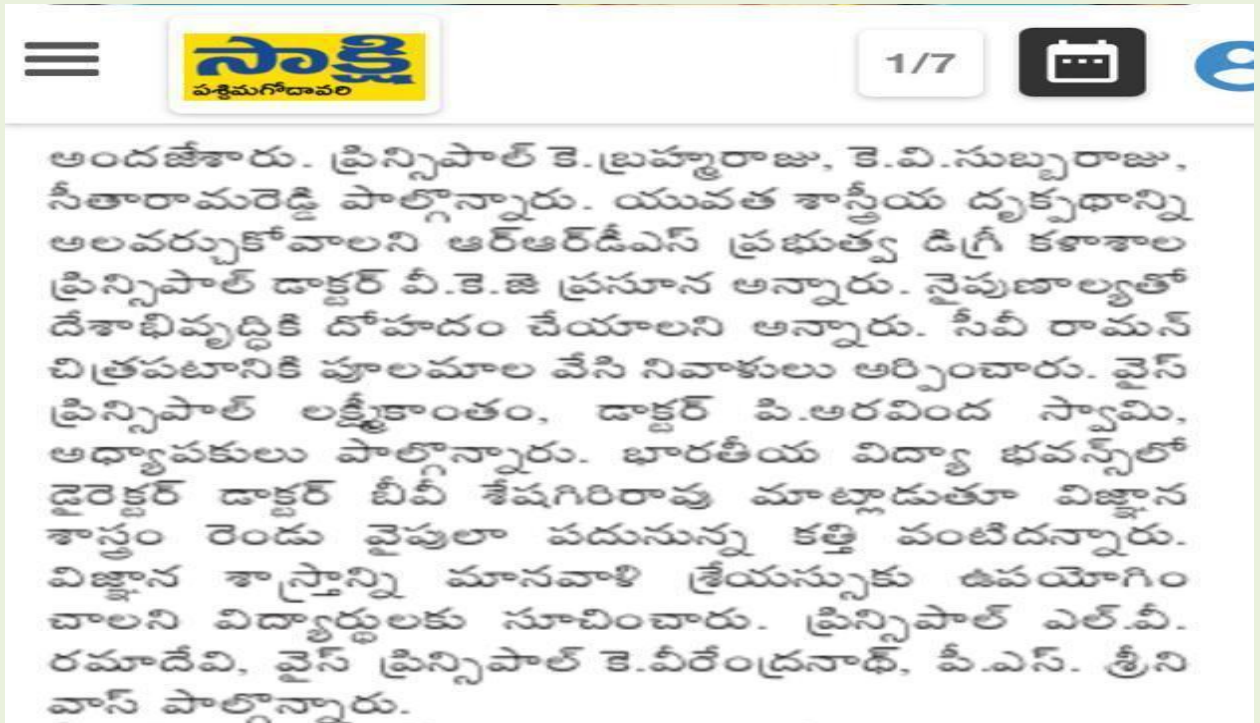 సాక్షి
పశ్చిమగోదావరి
1/7
అందజేశారు. ప్రిన్సిపాల్ కె.బ్రహ్మరాజు, కె.వి.సుబ్బరాజు,
సీతారామరెడ్డి పాల్గొన్నారు. యువత శాస్త్రీయ దృక్పథాన్ని
అలవర్చుకోవాలని ఆర్ఆర్‌డీఎస్ ప్రభుత్వ డిగ్రీ కళాశాల
ప్రిన్సిపాల్ డాక్టర్ వీ.కె.జె ప్రసూన అన్నారు. నైపుణాల్యతో
దేశాభివృద్ధికి దోహదం చేయాలని అన్నారు. సీవీ రామన్
చిత్రపటానికి పూలమాల వేసి నివాళులు అర్పించారు. వైస్
ప్రిన్సిపాల్ లక్ష్మీకాంతం, డాక్టర్ పి.అరవింద స్వామి,
అధ్యాపకులు పాల్గొన్నారు. భారతీయ విద్యా భవన్స్‌లో
డైరెక్టర్ డాక్టర్ బీవీ శేషగిరిరావు మాట్లాడుతూ విజ్ఞాన
శాస్త్రం రెండు వైపులా పదునున్న కత్తి వంటిదన్నారు.
విజ్ఞాన శాస్త్రాన్ని మానవాళి శ్రేయస్సుకు ఉపయోగిం
చాలని విద్యార్థులకు సూచించారు. ప్రిన్సిపాల్ ఎల్.వీ.
రమాదేవి, వైస్ ప్రిన్సిపాల్ కె.వీరేంద్రనాథ్, పీ.ఎస్. శ్రీని
వాస్ పాల్గొన్నారు.